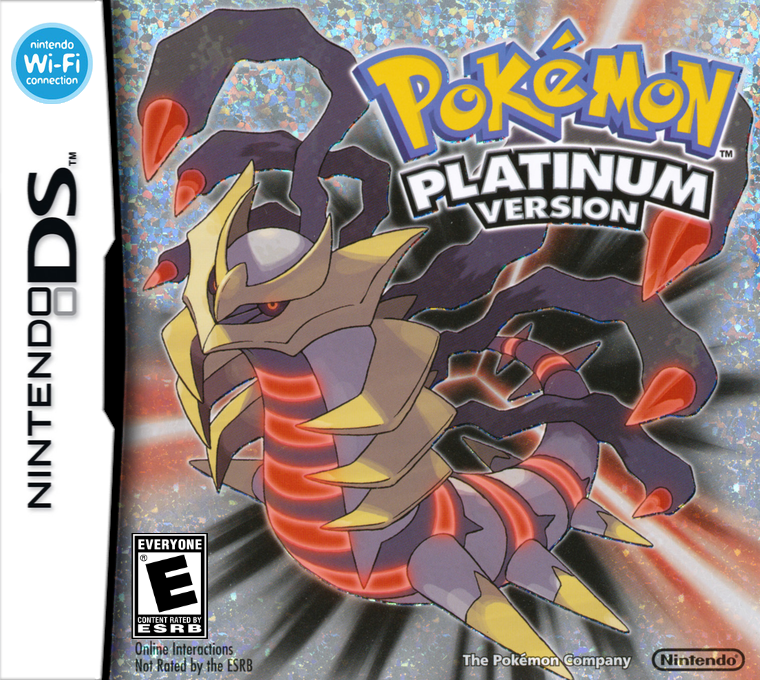 nintendo
Wi-Fi
connection
NINTENDO DS™
POKéMON™
PLATINUM
VERSION
EVERYONE
®
E
CONTENT RATED BY
ESRB
Online Interactions
Not Rated by the ESRB
The Pokémon Company
Nintendo®